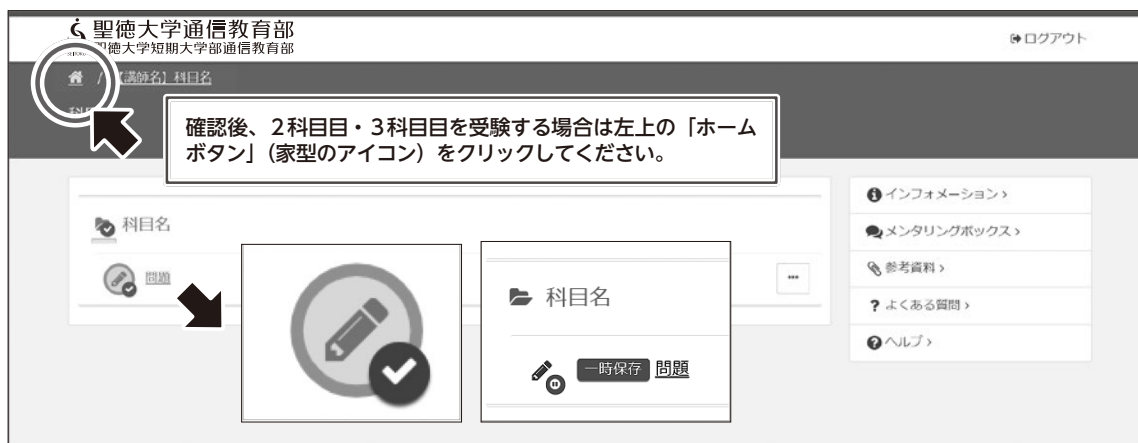 聖徳大学通信教育部
聖徳大学短期大学部通信教育部
ログアウト
/ 【講師名】科目名
確認後、2科目目・3科目目を受験する場合は左上の「ホーム
ボタン」(家型のアイコン)をクリックしてください。
科目名
問題
科目名
一時保存 問題
インフォメーション
メンタリングボックス
参考資料
よくある質問
ヘルプ